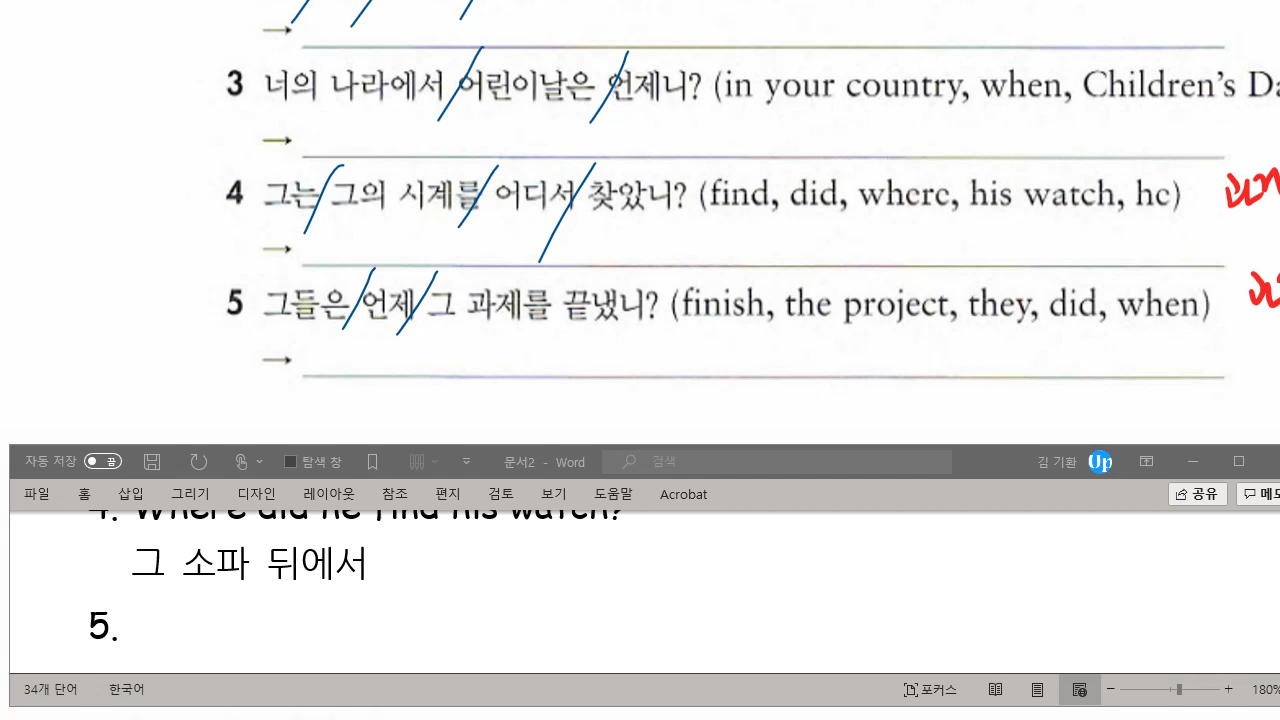 →
3 너의 나라에서 어린이날은 언제니? (in your country, when, Children's
→
4 그는 그의 시계를 어디서 찾았니? (find, did, where, his watch, he)
→
5 그들은 언제 그 과제를 끝냈니? (finish, the project, they, did, when)
→
자동 저장 끔 탐색 창 문서2 - Word 검색 김 기환 Up
파일 홈 삽입 그리기 디자인 레이아웃 참조 편지 검토 보기 도움말 Acrobat 공유
4. Where did he find his watch?
그 소파 뒤에서
5.
34개 단어 한국어 포커스 180%